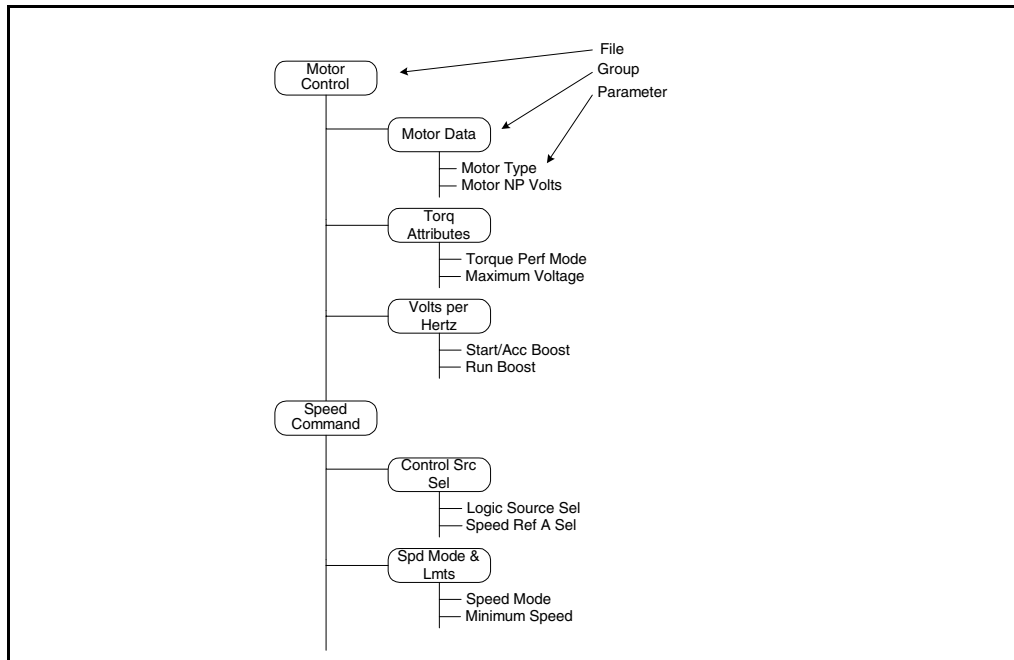 File
Group
Parameter
Motor
Control
Motor Data
Motor Type
Motor NP Volts
Torq
Attributes
Torque Perf Mode
Maximum Voltage
Volts per
Hertz
Start/Acc Boost
Run Boost
Speed
Command
Control Src
Sel
Logic Source Sel
Speed Ref A Sel
Spd Mode &
Lmts
Speed Mode
Minimum Speed